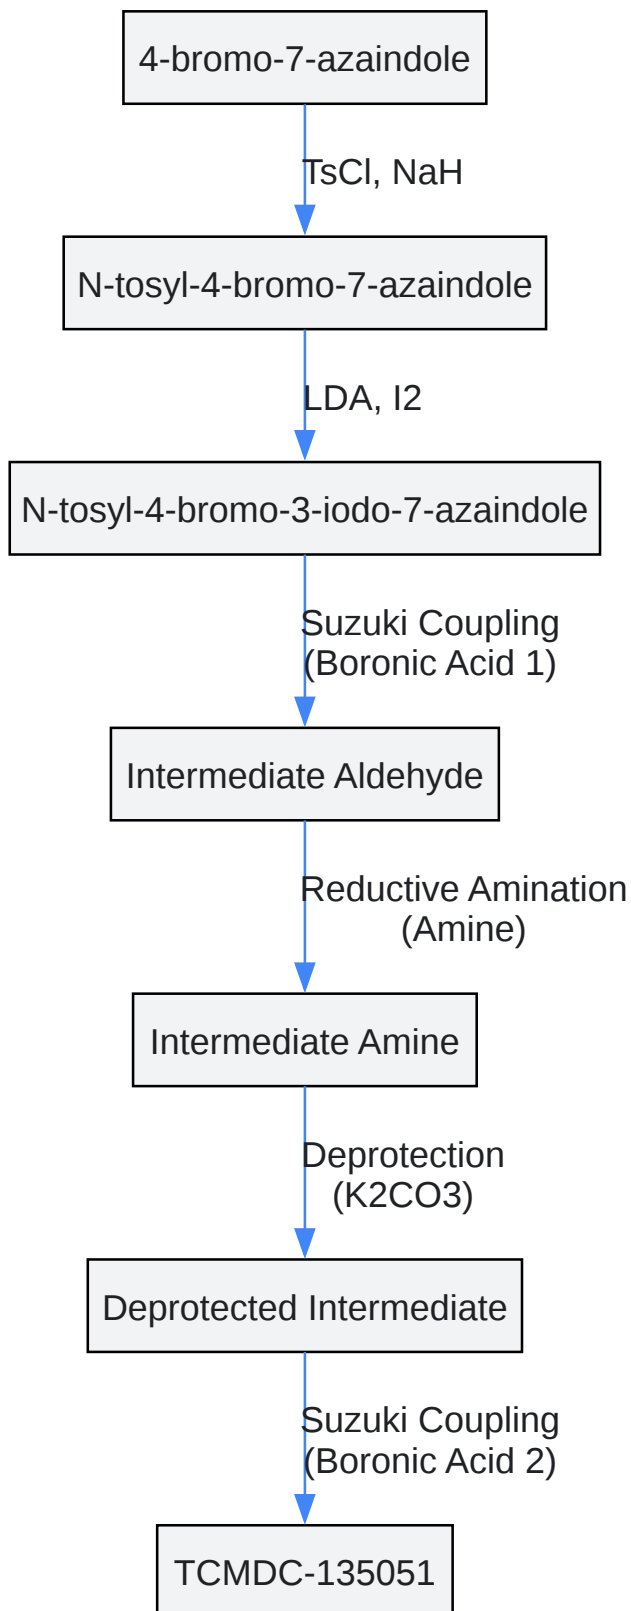 4-bromo-7-azaindole
TsCl, NaH
N-tosyl-4-bromo-7-azaindole
LDA, I2
N-tosyl-4-bromo-3-iodo-7-azaindole
Suzuki Coupling
(Boronic Acid 1)
Intermediate Aldehyde
Reductive Amination
(Amine)
Intermediate Amine
Deprotection
(K2CO3)
Deprotected Intermediate
Suzuki Coupling
(Boronic Acid 2)
TCMDC-135051